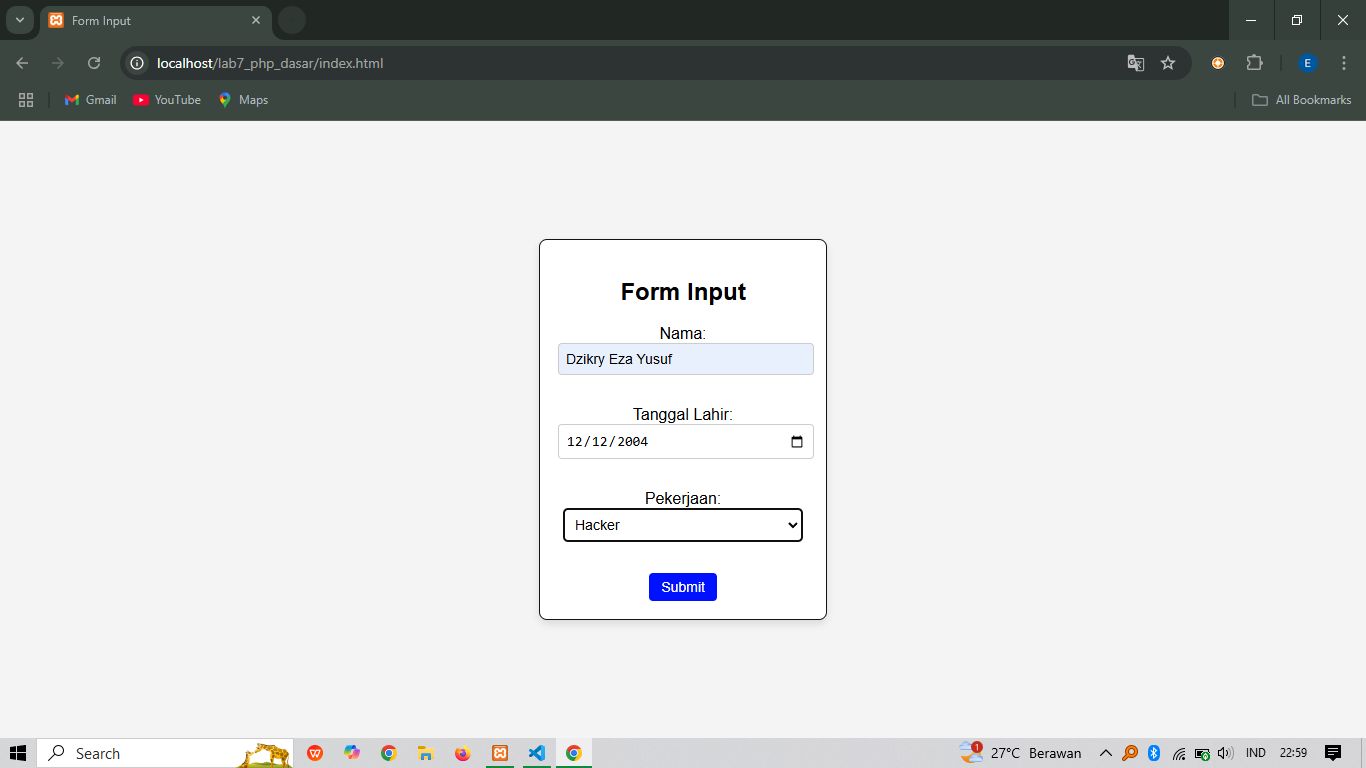 Form Input
localhost/lab7_php_dasar/index.html
E
Gmail
YouTube
Maps
All Bookmarks
Form Input
Nama:
Dzikry Eza Yusuf
Tanggal Lahir:
12/12/2004
Pekerjaan:
Hacker
Submit
Search
1
27°C Berawan
IND
22:59